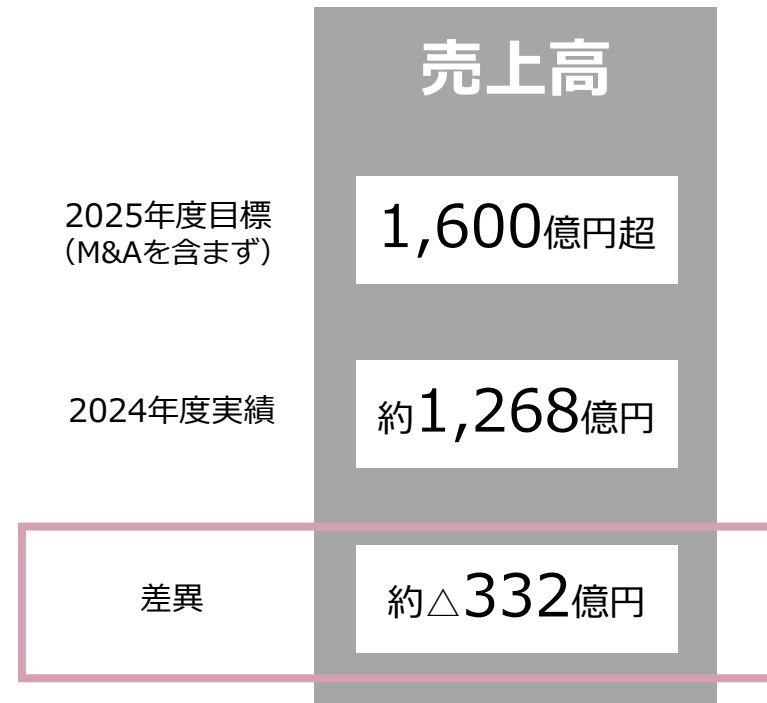 売上高
2025年度目標
（M&Aを含まず）
1,600億円超
2024年度実績
約1,268億円
差異
約△332億円